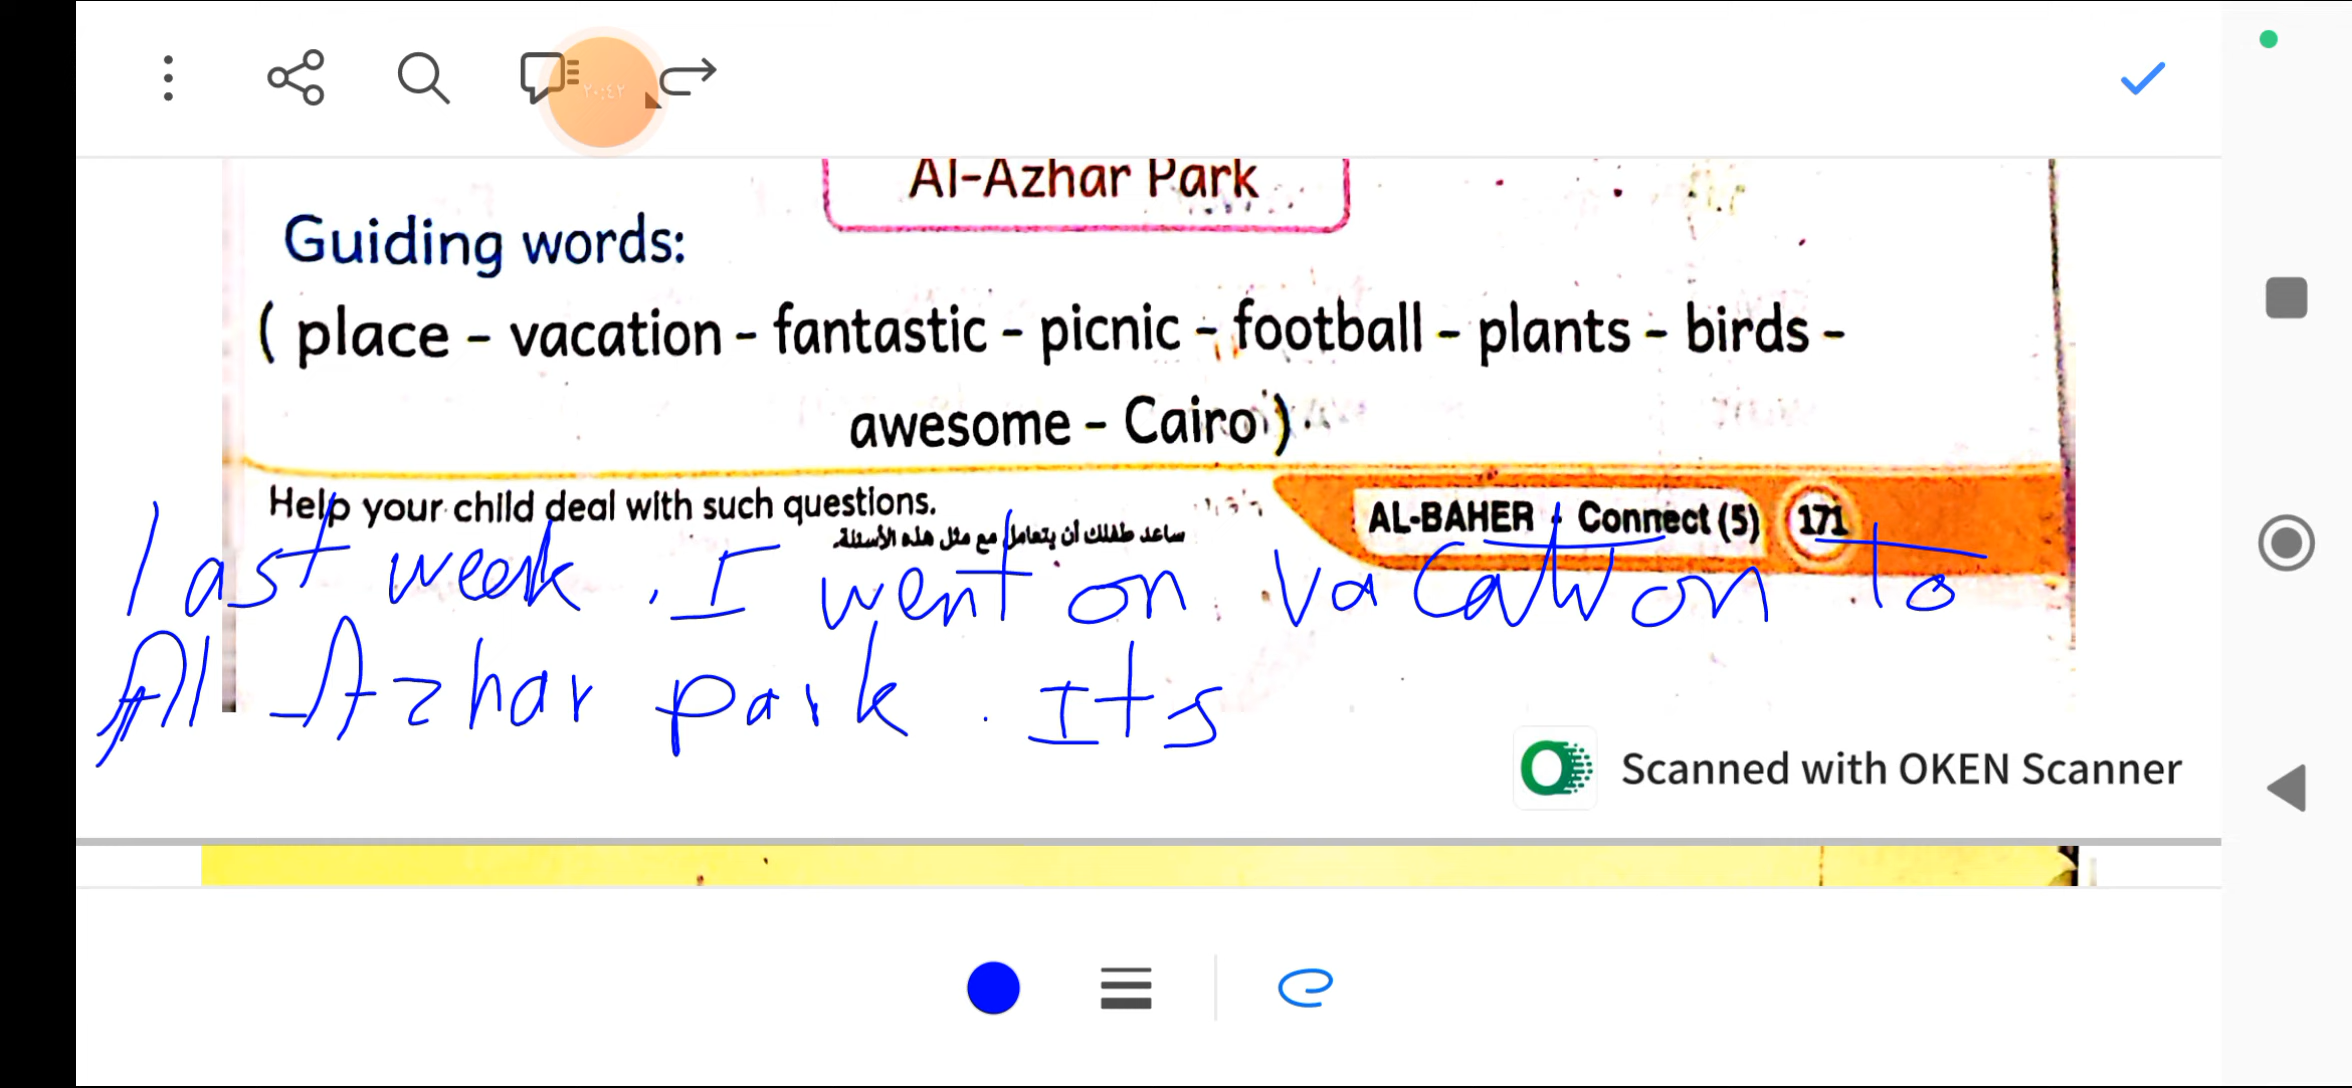 ٢٠:٤٢
Al-Azhar Park
Guiding words:
( place - vacation - fantastic - picnic - football - plants - birds -
awesome - Cairo )
Help your child deal with such questions.
ساعد طفلك أن يتعامل مع مثل هذه الأسئلة.
AL-BAHER - Connect (5) 171
last week , I went on vacation to
Al-Azhar park . Its
Scanned with OKEN Scanner